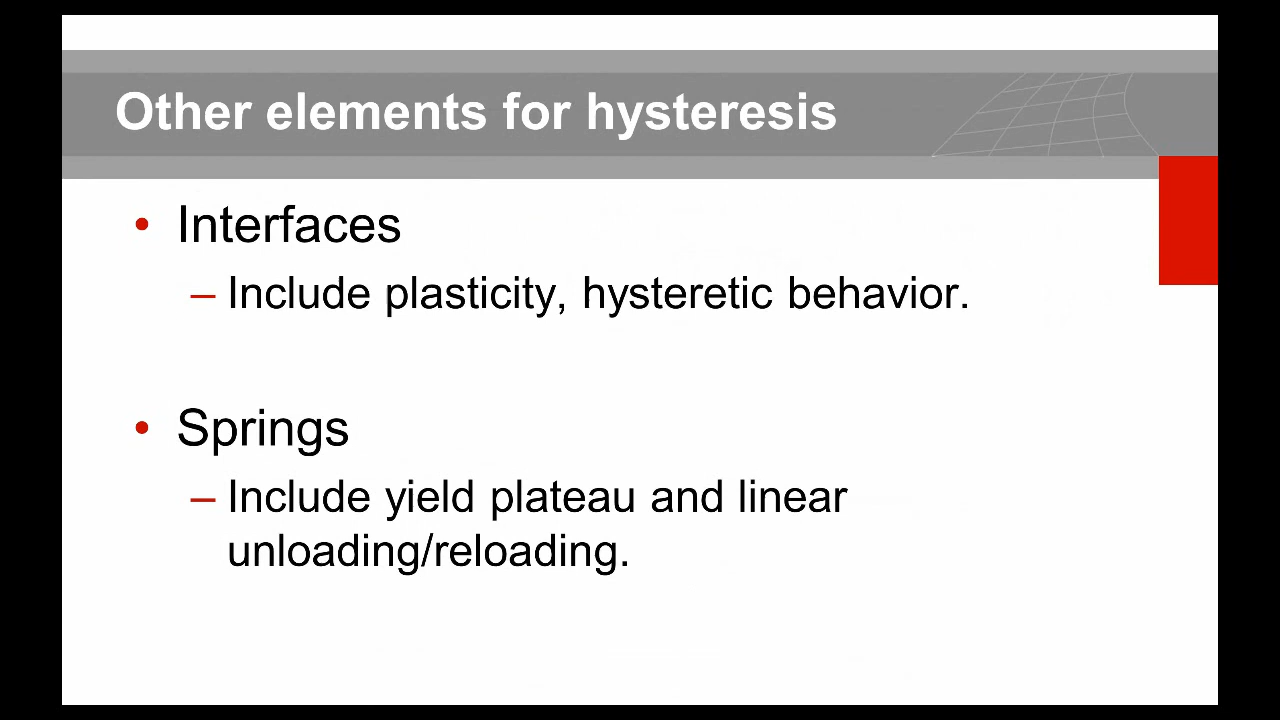 Other elements for hysteresis
• Interfaces
– Include plasticity, hysteretic behavior.
• Springs
– Include yield plateau and linear
unloading/reloading.